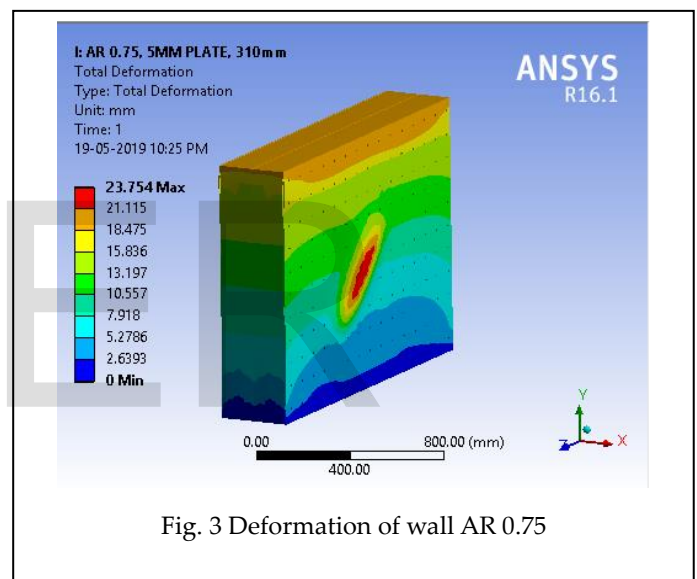 I: AR 0.75, 5MM PLATE, 310mm
Total Deformation
Type: Total Deformation
Unit: mm
Time: 1
19-05-2019 10:25 PM
ANSYS
R16.1
23.754 Max
21.115
18.475
15.836
13.197
10.557
7.918
5.2786
2.6393
0 Min
ER
0.00 800.00 (mm)
400.00
Y
Z X
Fig. 3 Deformation of wall AR 0.75